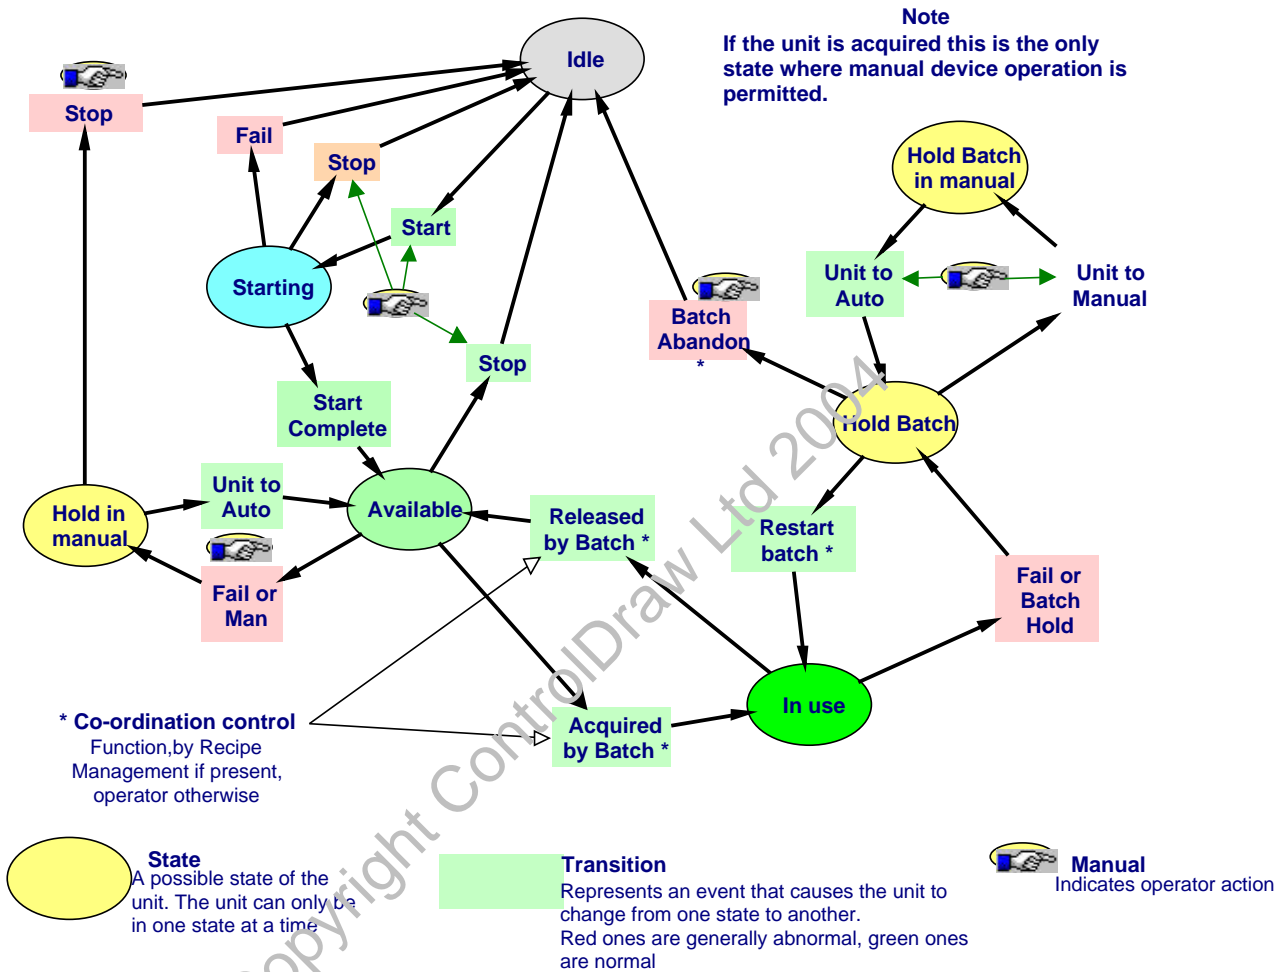 Note
If the unit is acquired this is the only
state where manual device operation is
permitted.
Idle
Stop
Fail
Stop
Start
Starting
Stop
Start
Complete
Hold Batch
in manual
Unit to
Auto
Unit to
Manual
Batch
Abandon
*
Hold Batch
Unit to
Auto
Hold in
manual
Available
Released
by Batch *
Restart
batch *
Fail or
Man
Fail or
Batch
Hold
In use
Acquired
by Batch *
* Co-ordination control
Function,by Recipe
Management if present,
operator otherwise
State
A possible state of the
unit. The unit can only be
in one state at a time
Transition
Represents an event that causes the unit to
change from one state to another.
Red ones are generally abnormal, green ones
are normal
Manual
Indicates operator action
Copyright ControlDraw Ltd 2004